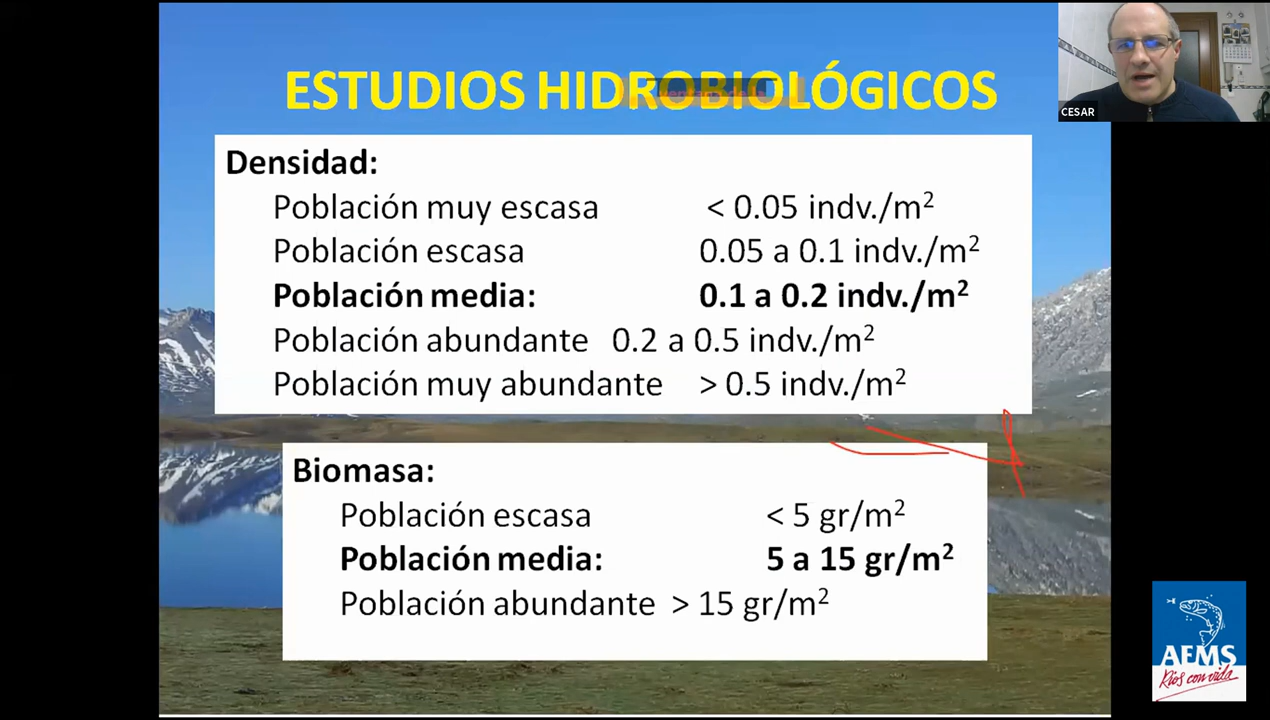 ESTUDIOS HIDROBIOLÓGICOS
CESAR
Densidad:
Población muy escasa < 0.05 indv./m²
Población escasa 0.05 a 0.1 indv./m²
Población media: 0.1 a 0.2 indv./m²
Población abundante 0.2 a 0.5 indv./m²
Población muy abundante > 0.5 indv./m²
Biomasa:
Población escasa < 5 gr/m²
Población media: 5 a 15 gr/m²
Población abundante > 15 gr/m²
AEMS
Ríos con vida